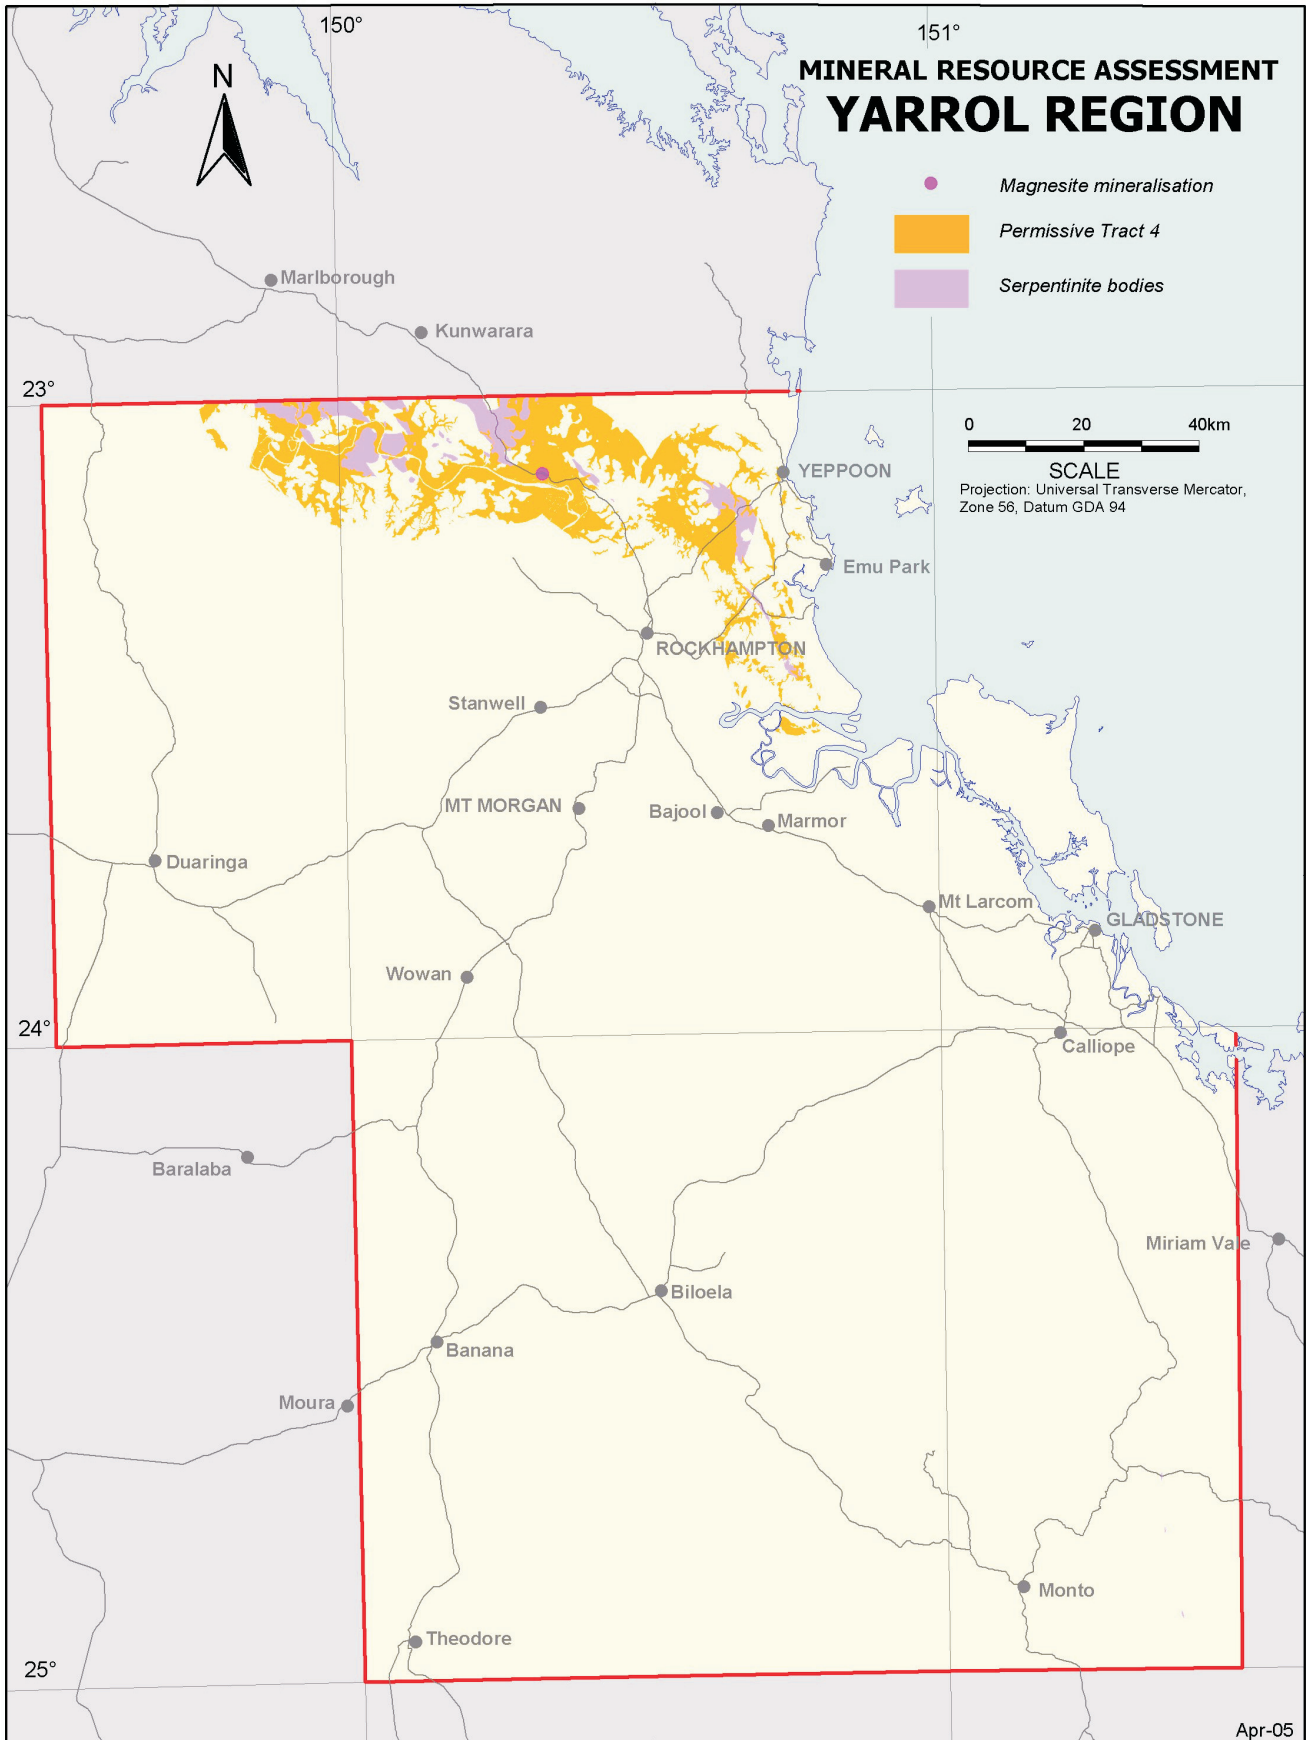 150°
151°
MINERAL RESOURCE ASSESSMENT
YARROL REGION
N
Magnesite mineralisation
Permissive Tract 4
Serpentinite bodies
Marlborough
Kunwarara
23°
0 20 40km
SCALE
Projection: Universal Transverse Mercator,
Zone 56, Datum GDA 94
YEPPOON
Emu Park
ROCKHAMPTON
Stanwell
MT MORGAN
Bajool
Marmor
Duaringa
Mt Larcom
GLADSTONE
Wowan
24°
Calliope
Baralaba
Miriam Vale
Biloela
Banana
Moura
Monto
Theodore
25°
Apr-05